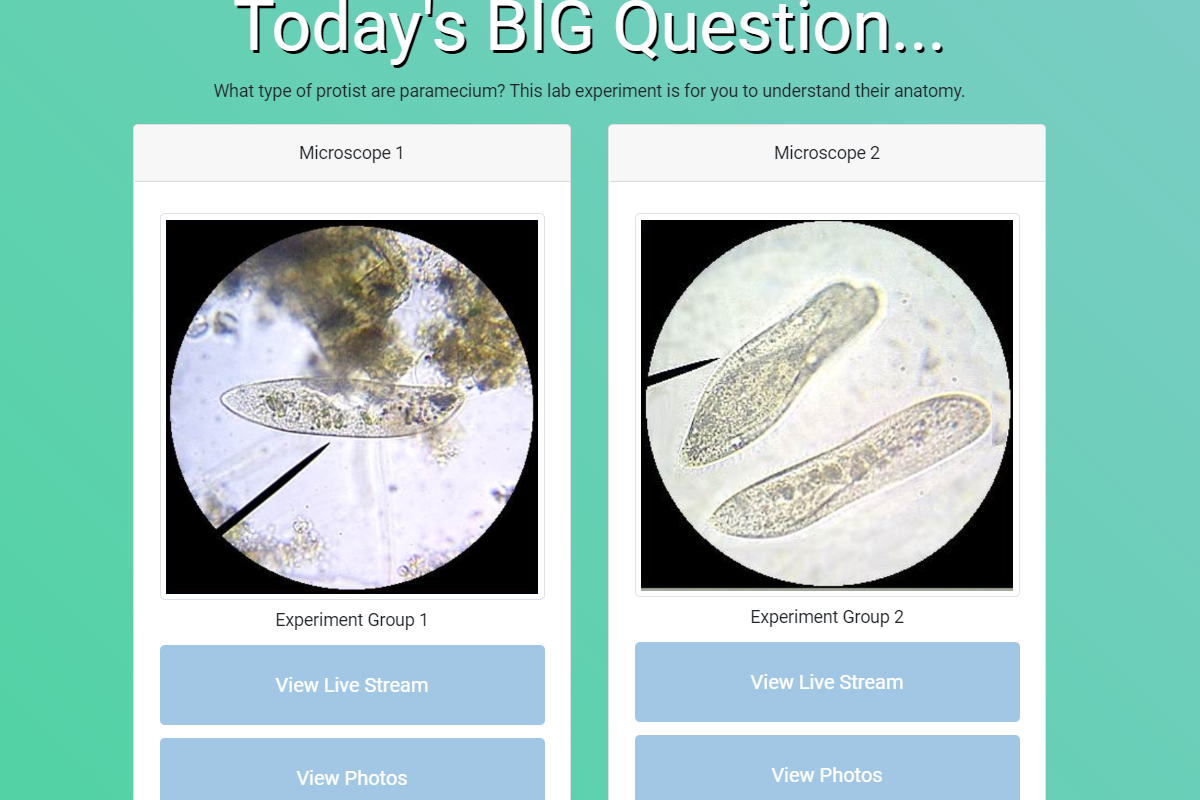 Today's BIG Question...
What type of protist are paramecium? This lab experiment is for you to understand their anatomy.
Microscope 1
Experiment Group 1
View Live Stream
View Photos
Microscope 2
Experiment Group 2
View Live Stream
View Photos